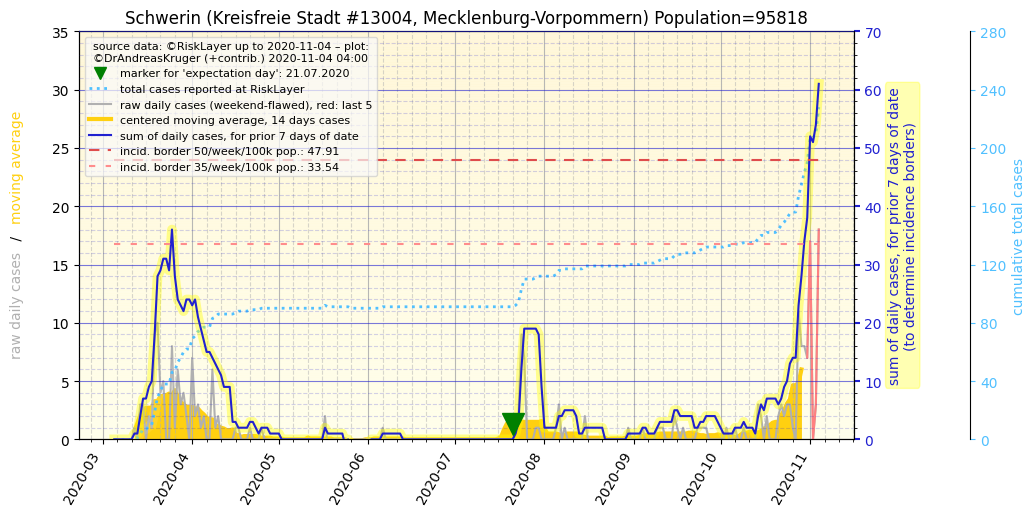 Schwerin (Kreisfreie Stadt #13004, Mecklenburg-Vorpommern) Population=95818
source data: ©RiskLayer up to 2020-11-04 – plot:
©DrAndreasKruger (+contrib.) 2020-11-04 04:00
marker for 'expectation day': 21.07.2020
total cases reported at RiskLayer
raw daily cases (weekend-flawed), red: last 5
centered moving average, 14 days cases
sum of daily cases, for prior 7 days of date
incid. border 50/week/100k pop.: 47.91
incid. border 35/week/100k pop.: 33.54
raw daily cases / moving average
35
30
25
20
15
10
5
0
70
60
50
40
30
20
10
0
sum of daily cases, for prior 7 days of date
(to determine incidence borders)
280
240
200
160
120
80
40
0
cumulative total cases
2020-03
2020-04
2020-05
2020-06
2020-07
2020-08
2020-09
2020-10
2020-11